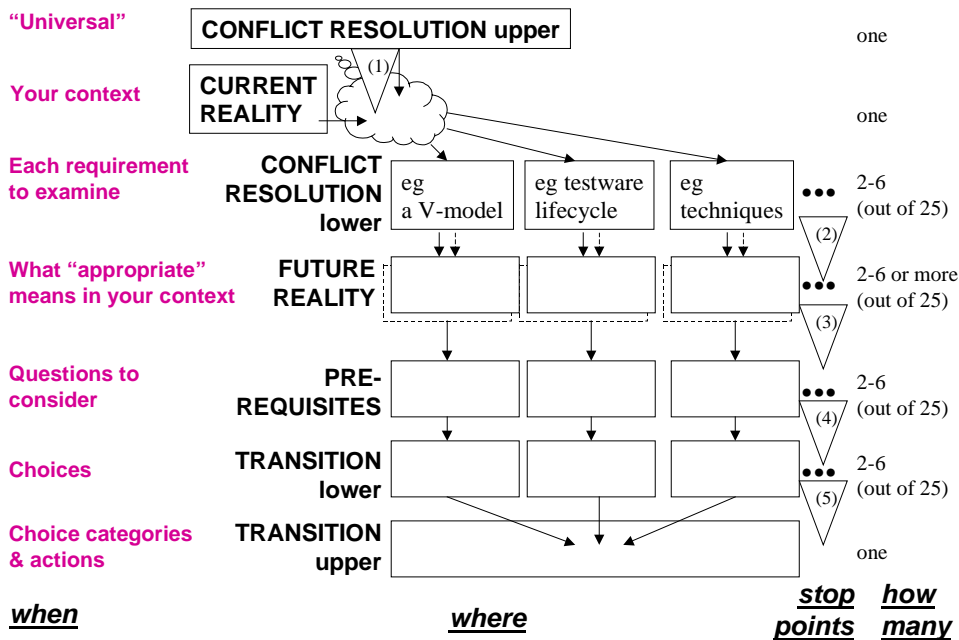 “Universal”
CONFLICT RESOLUTION upper
one
(1)
Your context
CURRENT
REALITY
one
Each requirement
to examine
CONFLICT
RESOLUTION
lower
eg
a V-model
eg testware
lifecycle
eg
techniques
●●●
2-6
(out of 25)
(2)
What “appropriate”
means in your context
FUTURE
REALITY
●●●
2-6 or more
(out of 25)
(3)
Questions to
consider
PRE-
REQUISITES
●●●
2-6
(out of 25)
(4)
Choices
TRANSITION
lower
●●●
2-6
(out of 25)
(5)
Choice categories
& actions
TRANSITION
upper
one
when
where
stop
points
how
many